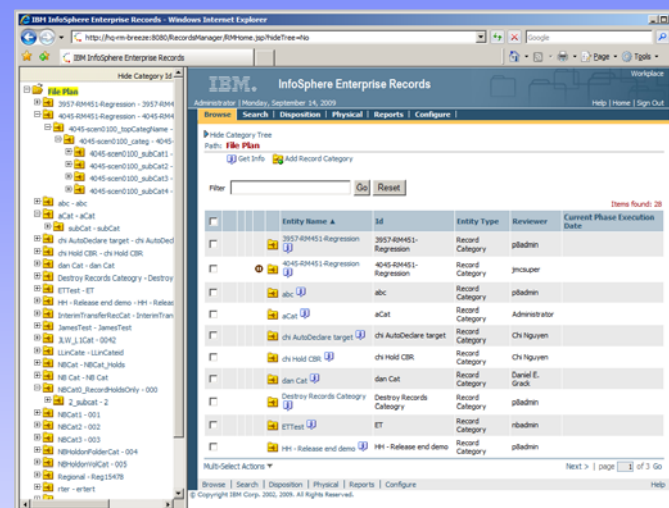 IBM InfoSphere Enterprise Records - Windows Internet Explorer
http://hq-rm-breeze:8080/RecordsManager/RMHome.jsp?hideTree=No
Google
IBM InfoSphere Enterprise Records
Page
Tools
Hide Category Id
File Plan
3957-RM451-Regression - 3957-RM4
4045-RM451-Regression - 4045-RM4
4045-scen0100_topCategName -
4045-scen0100_categ - 4045-
4045-scen0100_subCat1 -
4045-scen0100_subCat2 -
4045-scen0100_subCat3 -
4045-scen0100_subCat4 -
abc - abc
aCat - aCat
subCat - subCat
chi AutoDeclare target - chi AutoDecl
chi Hold CBR - chi Hold CBR
dan Cat - dan Cat
Destroy Records Cateogry - Destroy
ETTest - ET
HH - Release end demo - HH - Releas
InterimTransferRecCat - InterimTran
JamesTest - JamesTest
JLW_L1Cat - 0042
LLinCate - LLinCateid
NBCat - NBCat_Holds
NB Cat - NB Cat
NBCat0_RecordHoldsOnly - 000
2_subcat - 2
NBCat1 - 001
NBCat2 - 002
NBCat3 - 003
NBHoldonFolderCat - 004
NBHoldonVolCat - 005
Regional - Reg15478
rter - ertert
IBM. InfoSphere Enterprise Records
Workplace
Administrator | Monday, September 14, 2009
Help | Home | Sign Out
Browse | Search | Disposition | Physical | Reports | Configure |
Hide Category Tree
Path: File Plan
Get Info Add Record Category
Filter Go Reset
Items found: 28
Entity Name Id Entity Type Reviewer Current Phase Execution Date
3957-RM451-Regression 3957-RM451-Regression Record Category p8admin
4045-RM451-Regression 4045-RM451-Regression Record Category jmcsuper
abc abc Record Category p8admin
aCat aCat Record Category Administrator
chi AutoDeclare target chi AutoDeclare target Record Category Chi Nguyen
chi Hold CBR chi Hold CBR Record Category Chi Nguyen
dan Cat dan Cat Record Category Daniel E. Grack
Destroy Records Cateogry Destroy Records Cateogry Record Category p8admin
ETTest ET Record Category nbadmin
HH - Release end demo HH - Release end demo Record Category p8admin
Multi-Select Actions
Next > | page 1 of 3 Go
Browse | Search | Disposition | Physical | Reports | Configure
Help
© Copyright IBM Corp. 2002, 2009. All Rights Reserved.